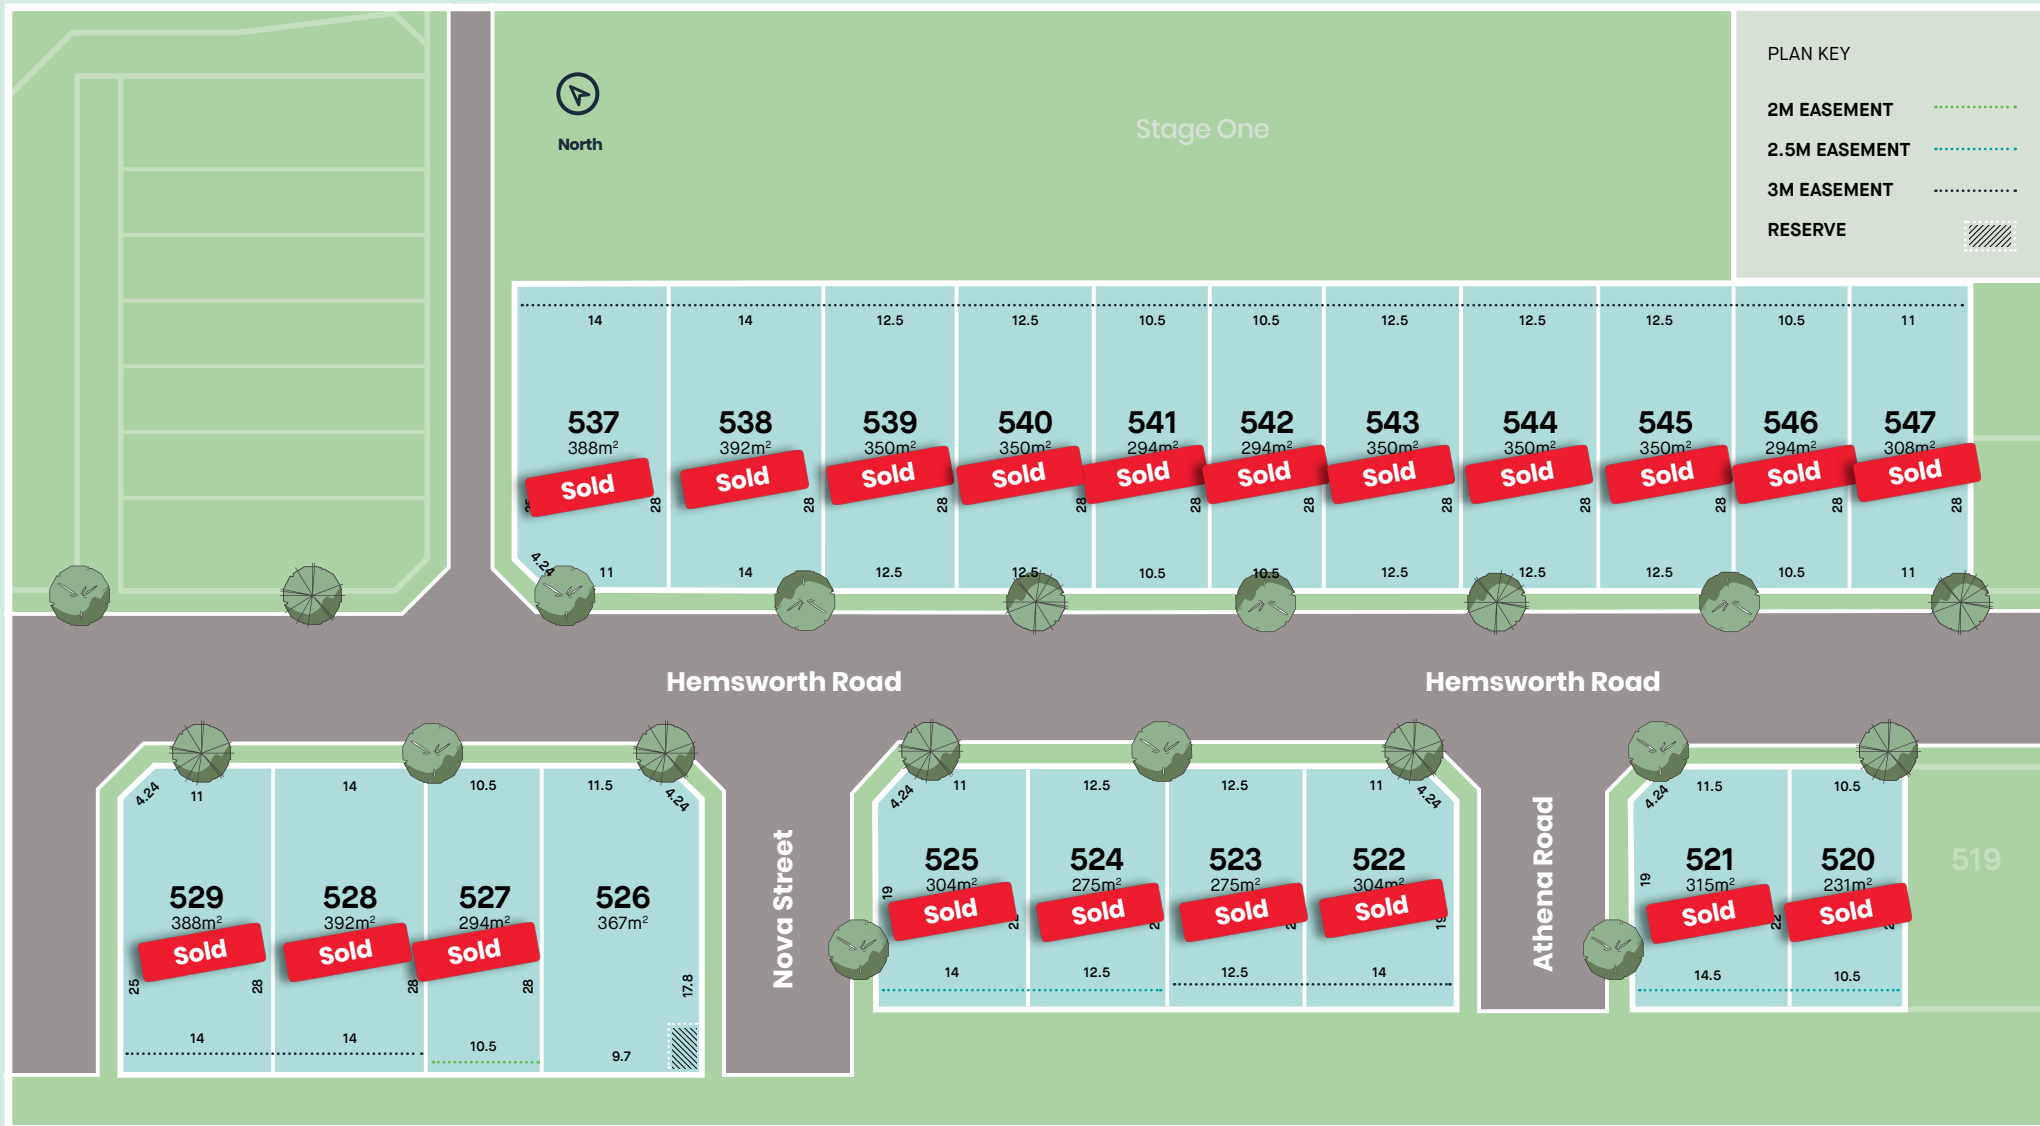 PLAN KEY
2M EASEMENT
2.5M EASEMENT
3M EASEMENT
RESERVE
North
Stage One
14 14 12.5 12.5 10.5 10.5 12.5 12.5 12.5 10.5 11
537 538 539 540 541 542 543 544 545 546 547
388m² 392m² 350m² 350m² 294m² 294m² 350m² 350m² 350m² 294m² 308m²
Sold Sold Sold Sold Sold Sold Sold Sold Sold Sold Sold
28 28 28 28 28 28 28 28 28 28 28
4.24
11 14 12.5 12.5 10.5 10.5 12.5 12.5 12.5 10.5 11
Hemsworth Road Hemsworth Road
4.24 11 14 10.5 11.5 4.24
529 528 527 526
388m² 392m² 294m² 367m²
Sold Sold Sold
25 28 28 28 17.8
14 14 10.5 9.7
Nova Street
4.24 11 12.5 12.5 11 4.24
525 524 523 522
304m² 275m² 275m² 304m²
19
Sold Sold Sold Sold
14 12.5 12.5 14
Athena Road
4.24 11.5 10.5
521 520
315m² 231m²
19
Sold Sold
14.5 10.5
519